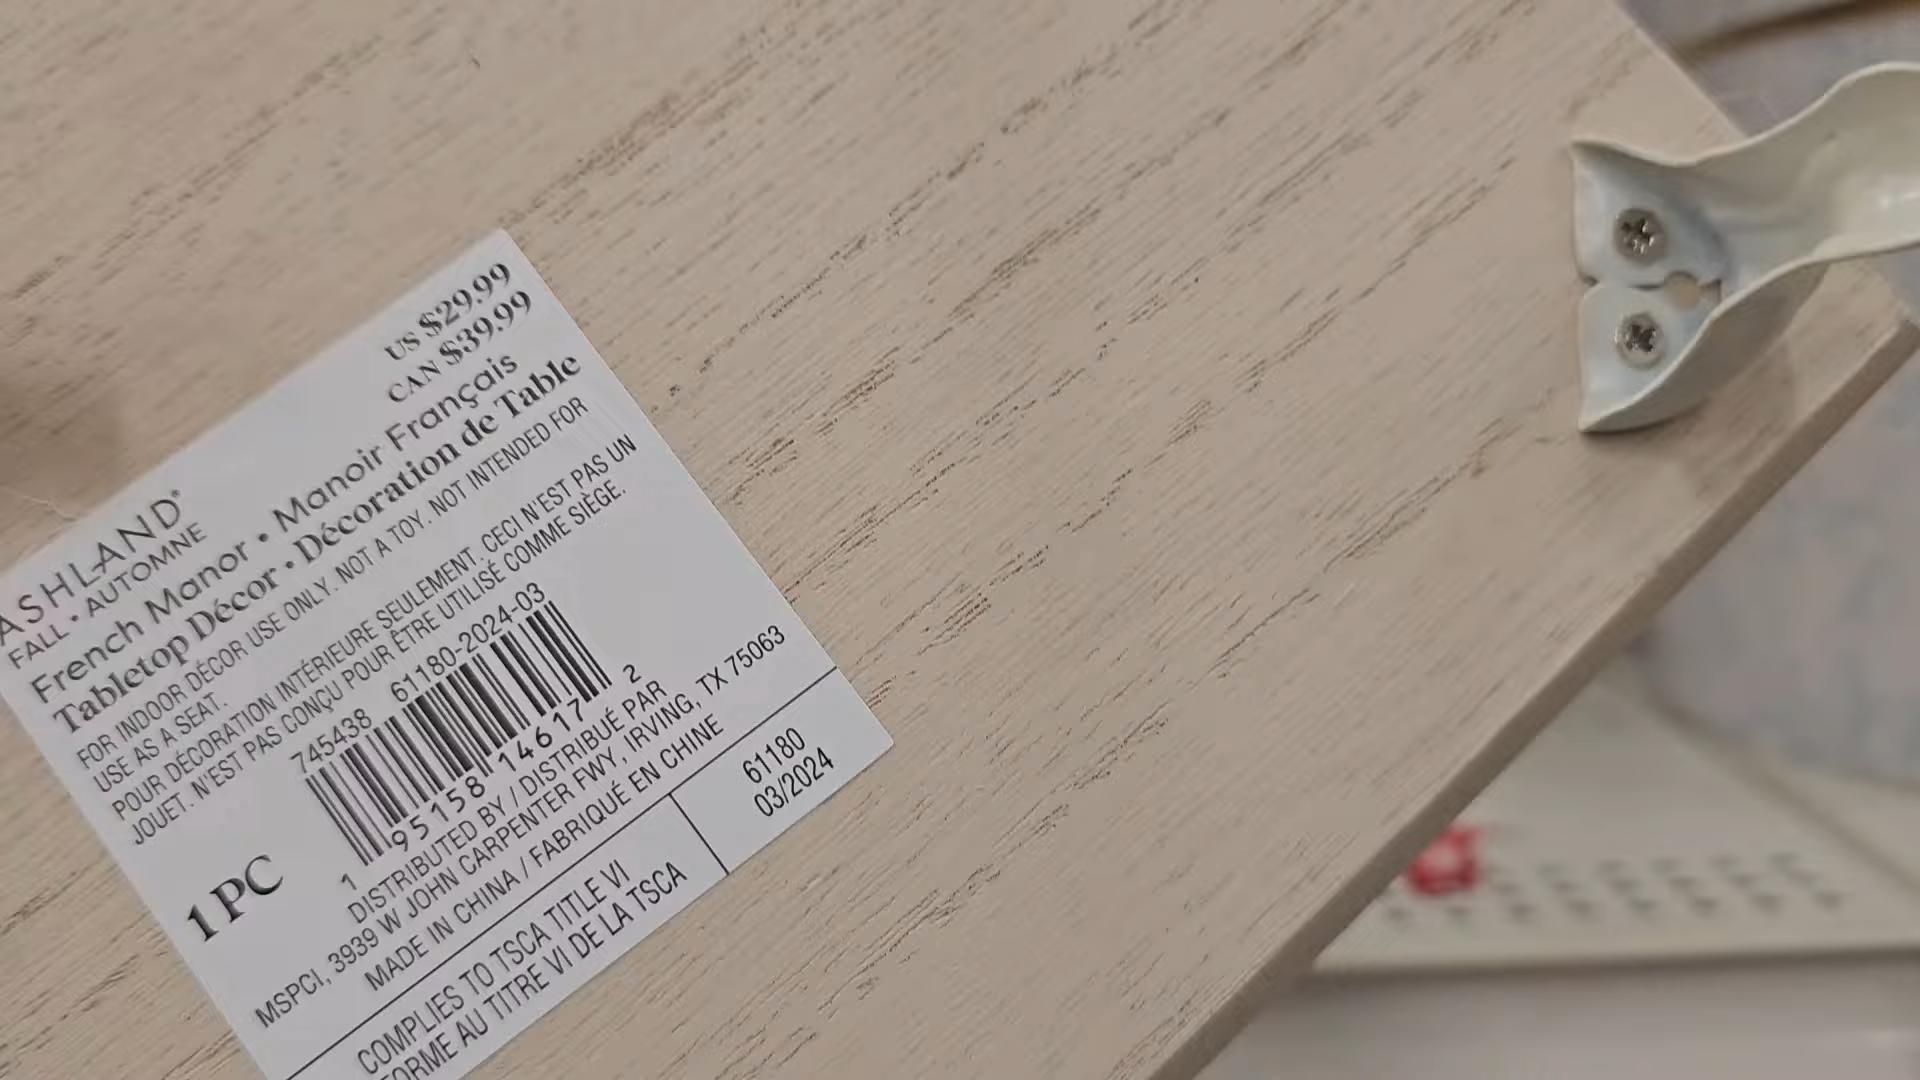 US $29.99
CAN $39.99
ASHLAND®
FALL • AUTOMNE
French Manor • Manoir Français
Tabletop Décor • Décoration de Table
FOR INDOOR DÉCOR USE ONLY. NOT A TOY. NOT INTENDED FOR
USE AS A SEAT.
POUR DÉCORATION INTÉRIEURE SEULEMENT. CECI N'EST PAS UN
JOUET. N'EST PAS CONÇU POUR ÊTRE UTILISÉ COMME SIÈGE.
745438 61180-2024-03
1 95158 14617 2
1 PC
DISTRIBUTED BY / DISTRIBUÉ PAR
MSPCI, 3939 W JOHN CARPENTER FWY, IRVING, TX 75063
MADE IN CHINA / FABRIQUÉ EN CHINE
COMPLIES TO TSCA TITLE VI
FORME AU TITRE VI DE LA TSCA
61180
03/2024